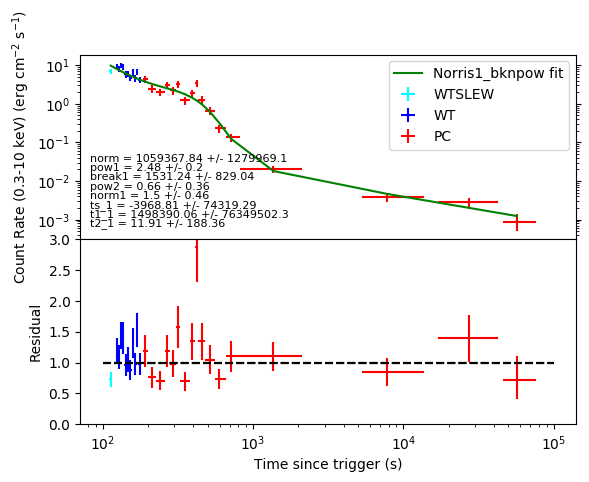 Count Rate (0.3-10 keV) (erg cm⁻² s⁻¹)
10¹
10⁰
10⁻¹
10⁻²
10⁻³
Norris1_bknpow fit
WTSLEW
WT
PC
norm = 1059367.84 +/- 1279969.1
pow1 = 2.48 +/- 0.2
break1 = 1531.24 +/- 829.04
pow2 = 0.66 +/- 0.36
norm1 = 1.5 +/- 0.46
ts_1 = -3968.81 +/- 74319.29
t1_1 = 1498390.06 +/- 76349502.3
t2_1 = 11.91 +/- 188.36
Residual
3.0
2.5
2.0
1.5
1.0
0.5
0.0
10²
10³
10⁴
10⁵
Time since trigger (s)